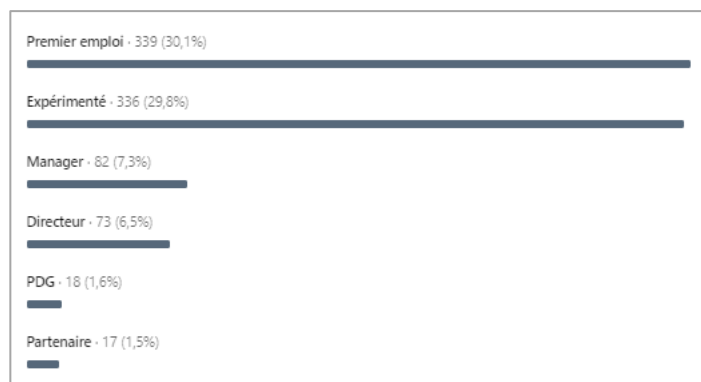 Premier emploi · 339 (30,1%)
Expérimenté · 336 (29,8%)
Manager · 82 (7,3%)
Directeur · 73 (6,5%)
PDG · 18 (1,6%)
Partenaire · 17 (1,5%)